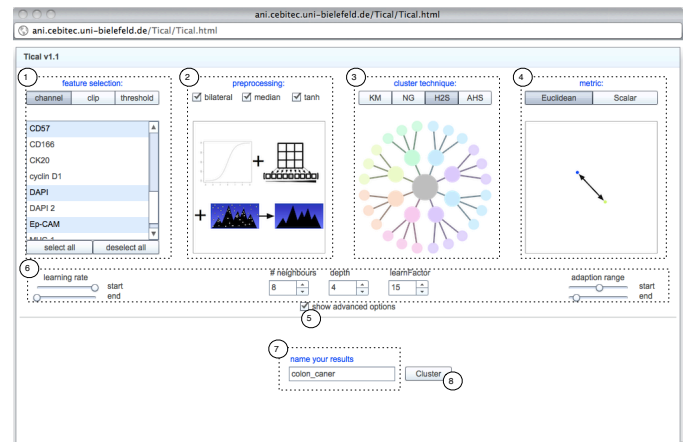 ani.cebitec.uni-bielefeld.de/Tical/Tical.html
ani.cebitec.uni-bielefeld.de/Tical/Tical.html
Tical v1.1
1 2 3 4
feature selection: preprocessing: cluster technique: metric:
channel clip threshold bilateral median tanh KM NG H2S AHS Euclidean Scalar
CD57
CD166
CK20
cyclin D1
DAPI
DAPI 2
Ep-CAM
select all deselect all
6
learning rate # neighbours depth learnFactor adaption range
start 8 4 15 start
end end
show advanced options
5
7
name your results
colon_caner Cluster
8